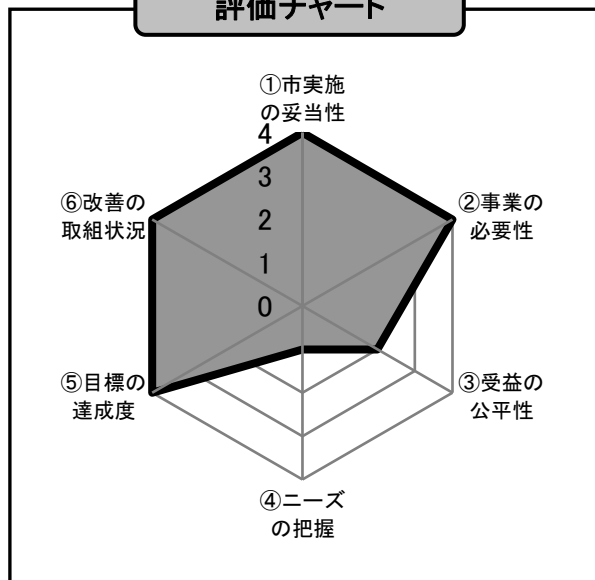 評価チャート
①市実施
の妥当性
4
3
2
1
0
②事業の
必要性
③受益の
公平性
④ニーズ
の把握
⑤目標の
達成度
⑥改善の
取組状況